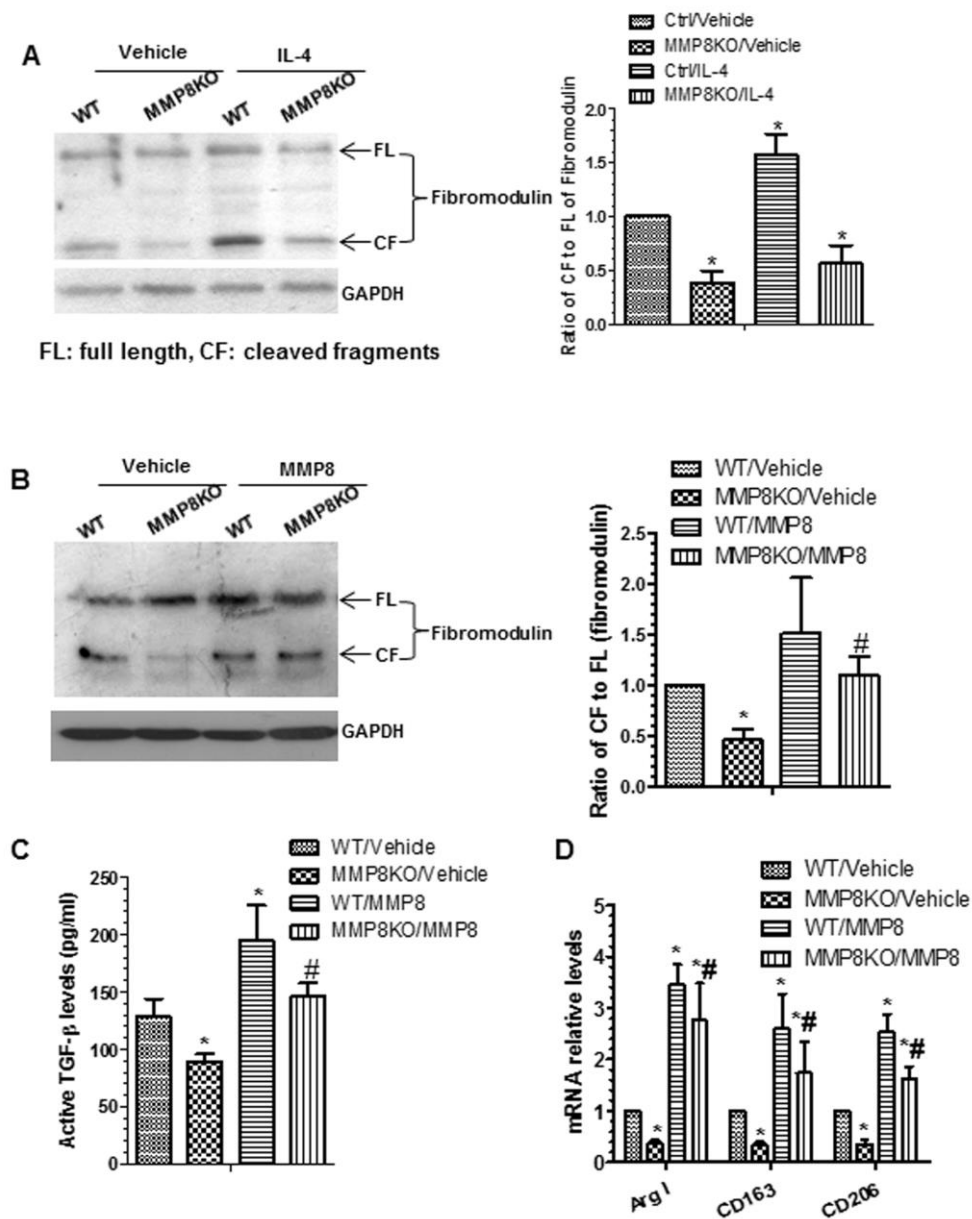 A
Vehicle
IL-4
WT
MMP8KO
WT
MMP8KO
FL
Fibromodulin
CF
GAPDH
FL: full length, CF: cleaved fragments
Ctrl/Vehicle
MMP8KO/Vehicle
Ctrl/IL-4
MMP8KO/IL-4
Ratio of CF to FL of Fibromodulin
2.0
1.5
1.0
0.5
0.0
*
*
*
B
Vehicle
MMP8
WT
MMP8KO
WT
MMP8KO
FL
Fibromodulin
CF
GAPDH
WT/Vehicle
MMP8KO/Vehicle
WT/MMP8
MMP8KO/MMP8
Ratio of CF to FL (fibromodulin)
2.5
2.0
1.5
1.0
0.5
0.0
*
#
C
WT/Vehicle
MMP8KO/Vehicle
WT/MMP8
MMP8KO/MMP8
Active TGF-β levels (pg/ml)
250
200
150
100
50
0
*
*
#
D
WT/Vehicle
MMP8KO/Vehicle
WT/MMP8
MMP8KO/MMP8
mRNA relative levels
5
4
3
2
1
0
*
*
*#
*
*
*#
*
*
*#
Arg I
CD163
CD206